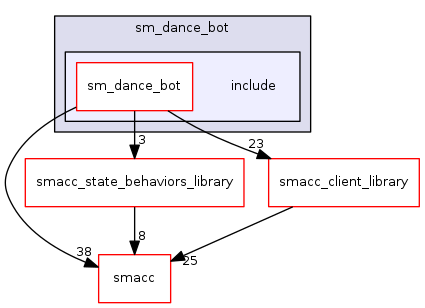 sm_dance_bot
sm_dance_bot
include
3
23
smacc_state_behaviors_library
smacc_client_library
38
8
25
smacc